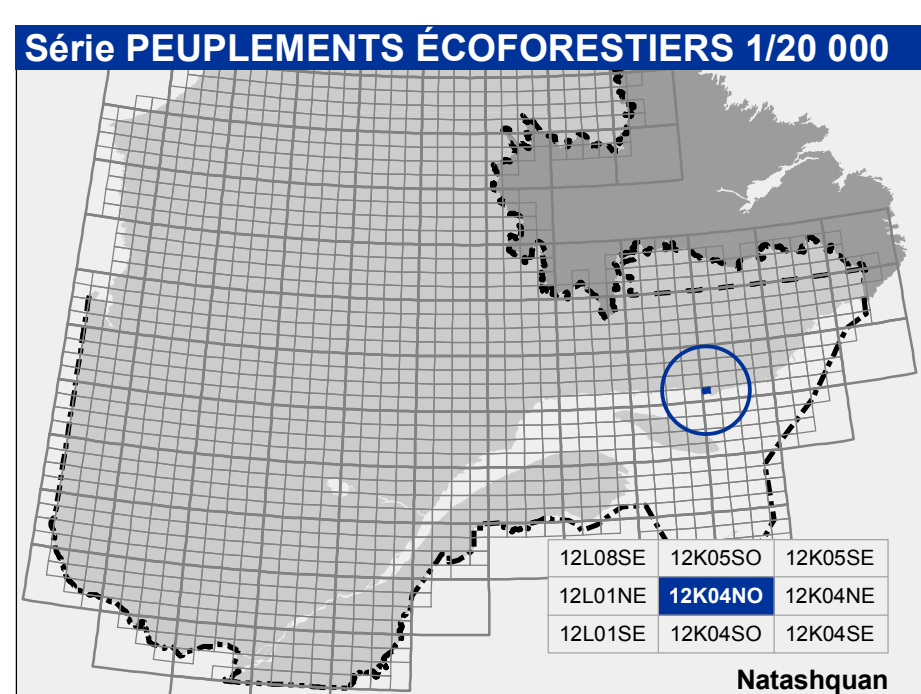 Série PEUPLEMENTS ÉCOFORESTIERS 1/20 000
12L08SE 12K05SO 12K05SE
12L01NE 12K04NO 12K04NE
12L01SE 12K04SO 12K04SE
Natashquan